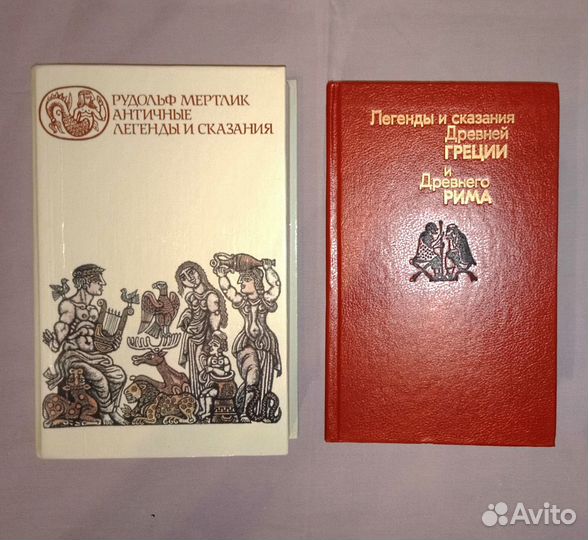 РУДОЛЬФ МЕРТЛИК
АНТИЧНЫЕ
ЛЕГЕНДЫ И СКАЗАНИЯ
Легенды и сказания
Древней
ГРЕЦИИ
и
Древнего
РИМА
Avito